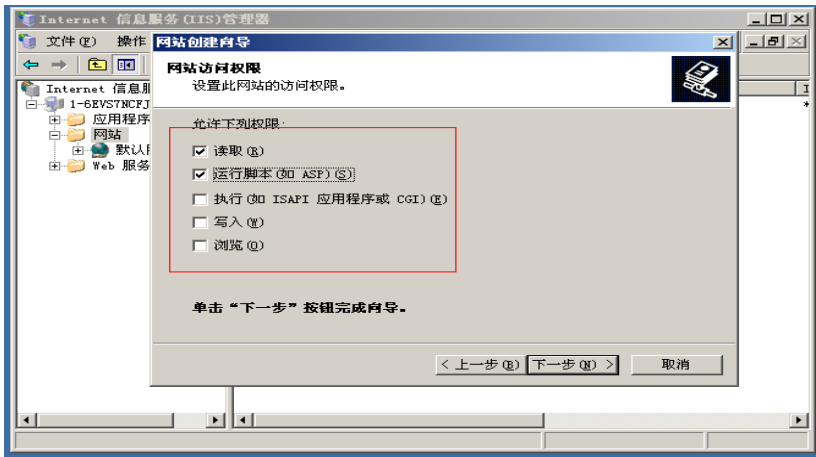 Internet 信息服务(IIS)管理器
文件(F) 操作
网站创建向导
网站访问权限
设置此网站的访问权限。
Internet 信息服
1-6EVS7NCFJ
应用程序
网站
默认
Web 服务
允许下列权限:
读取(R)
运行脚本(如 ASP)(S)
执行(如 ISAPI 应用程序或 CGI)(E)
写入(W)
浏览(O)
单击“下一步”按钮完成向导。
< 上一步(B)
下一步(N) >
取消